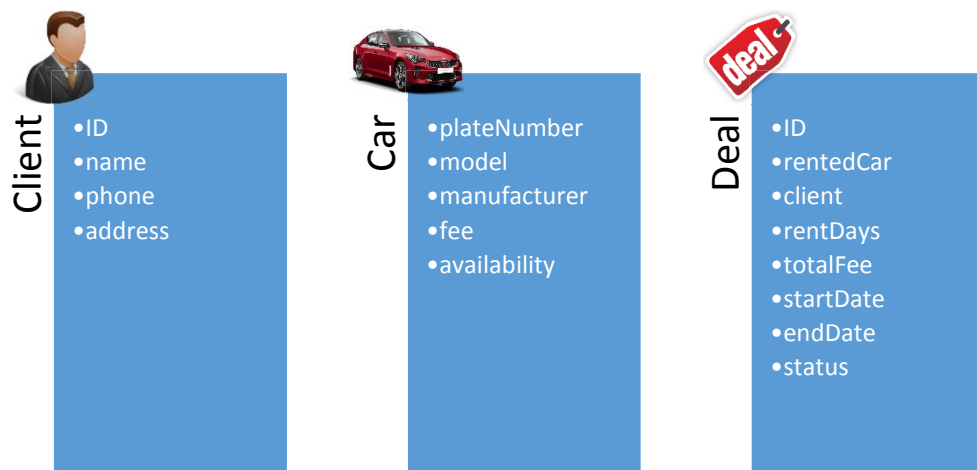 Client
•ID
•name
•phone
•address
Car
•plateNumber
•model
•manufacturer
•fee
•availability
deal
Deal
•ID
•rentedCar
•client
•rentDays
•totalFee
•startDate
•endDate
•status